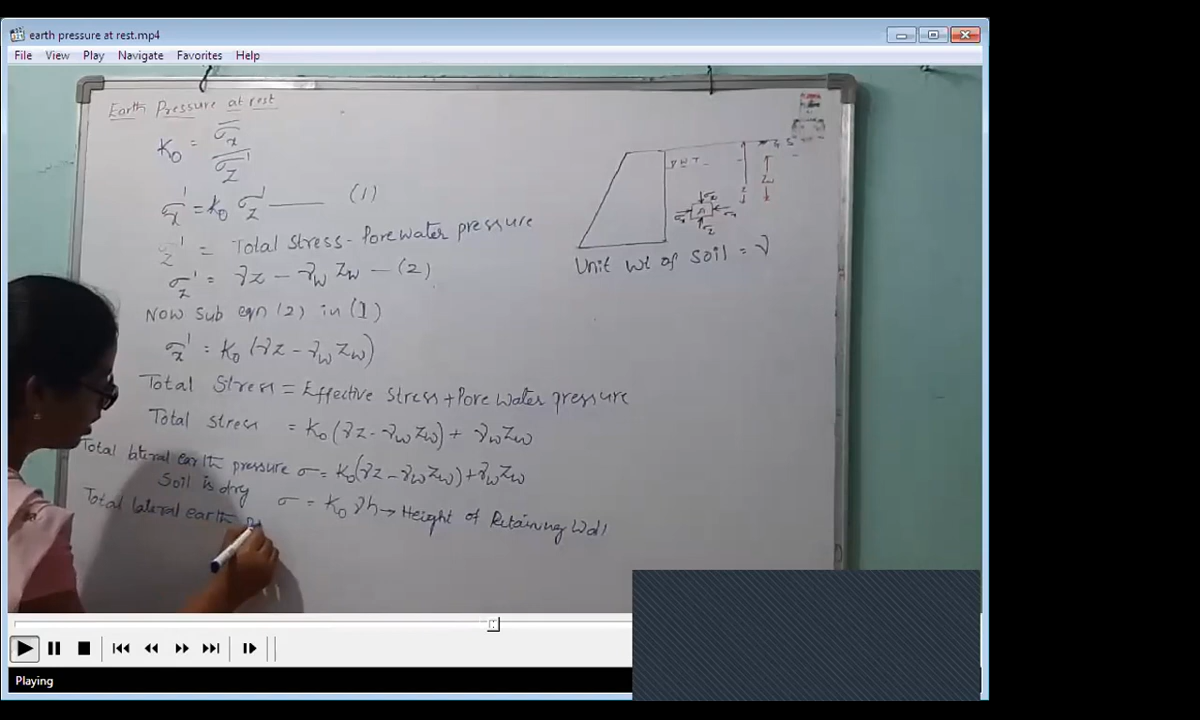 earth pressure at rest.mp4
File View Play Navigate Favorites Help
Earth Pressure at rest
K₀ = σ̅x / σz'
σx' = K₀ σz' —— (1)
z' = Total Stress - Pore water pressure
σz' = γz - γw Zw - (2)
Now Sub eqn (2) in (1)
σx' = K₀ (γz - γw Zw)
Total Stress = Effective Stress + Pore Water pressure
Total stress = K₀ (γz - γw Zw) + γw Zw
Total lateral earth pressure σ = K₀(γz - γw Zw) + γw Zw
Soil is dry σ = K₀ γh → Height of Retaining Wall
Total lateral earth
Unit wt of soil = γ
Playing